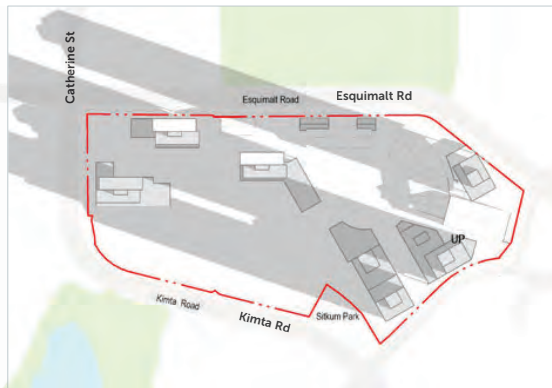 Catherine St
Esquimalt Road
Esquimalt Rd
UP
Kimta Road
Kimta Rd
Sitkum Park